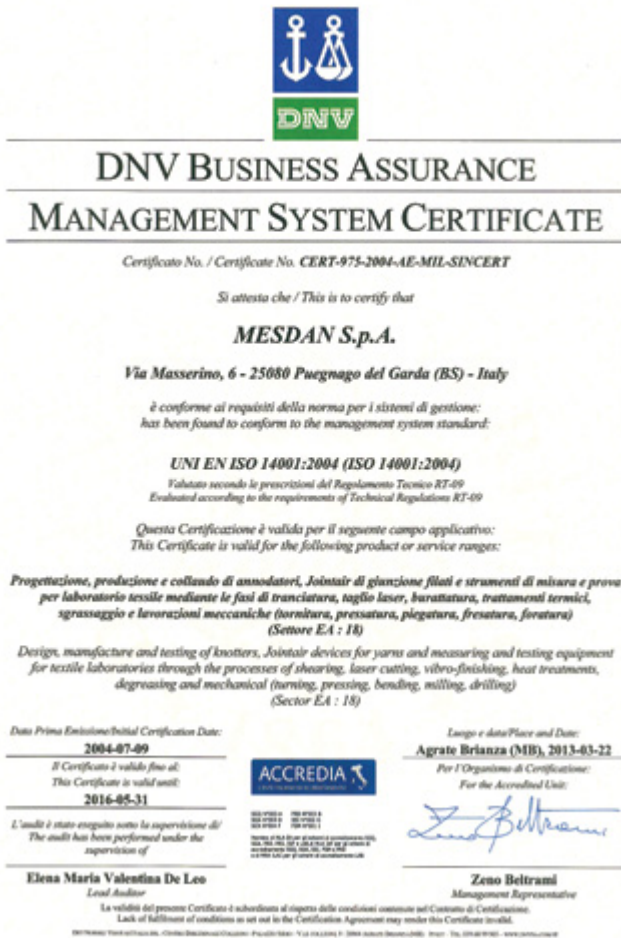 DNV
DNV BUSINESS ASSURANCE
MANAGEMENT SYSTEM CERTIFICATE
Certificato No. / Certificate No. CERT-975-2004-AE-MIL-SINCERT
Si attesta che / This is to certify that
MESDAN S.p.A.
Via Masserino, 6 - 25080 Puegnago del Garda (BS) - Italy
è conforme ai requisiti della norma per i sistemi di gestione:
has been found to conform to the management system standard:
UNI EN ISO 14001:2004 (ISO 14001:2004)
Valutato secondo le prescrizioni del Regolamento Tecnico RT-09
Evaluated according to the requirements of Technical Regulations RT-09
Questa Certificazione è valida per il seguente campo applicativo:
This Certificate is valid for the following product or service ranges:
Progettazione, produzione e collaudo di annodatori, Jointair di giunzione filati e strumenti di misura e prova
per laboratorio tessile mediante le fasi di tranciatura, taglio laser, burattatura, trattamenti termici,
sgrassaggio e lavorazioni meccaniche (tornitura, pressatura, piegatura, fresatura, foratura)
(Settore EA : 18)
Design, manufacture and testing of knotters, Jointair devices for yarns and measuring and testing equipment
for textile laboratories through the processes of shearing, laser cutting, vibro-finishing, heat treatments,
degreasing and mechanical (turning, pressing, bending, milling, drilling)
(Sector EA : 18)
Data Prima Emissione/Initial Certification Date:
2004-07-09
Il Certificato è valido fino al:
This Certificate is valid until:
2016-05-31
L'audit è stato eseguito sotto la supervisione di/
The audit has been performed under the
supervision of
Elena Maria Valentina De Leo
Lead Auditor
ACCREDIA
Luogo e data/Place and Date:
Agrate Brianza (MB), 2013-03-22
Per l'Organismo di Certificazione:
For the Accredited Unit:
Zeno Beltrami
Zeno Beltrami
Management Representative
La validità del presente Certificato è subordinata al rispetto delle condizioni contenute nel Contratto di Certificazione.
Lack of fulfilment of conditions as set out in the Certification Agreement may render this Certificate invalid.